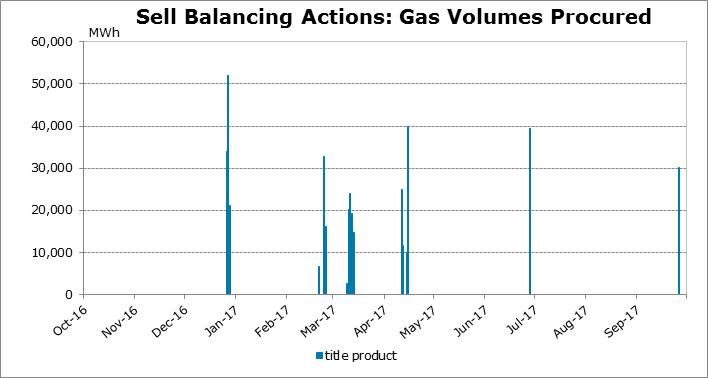 Sell Balancing Actions: Gas Volumes Procured
MWh
60,000
50,000
40,000
30,000
20,000
10,000
0
Oct-16 Nov-16 Dec-16 Jan-17 Feb-17 Mar-17 Apr-17 May-17 Jun-17 Jul-17 Aug-17 Sep-17
title product